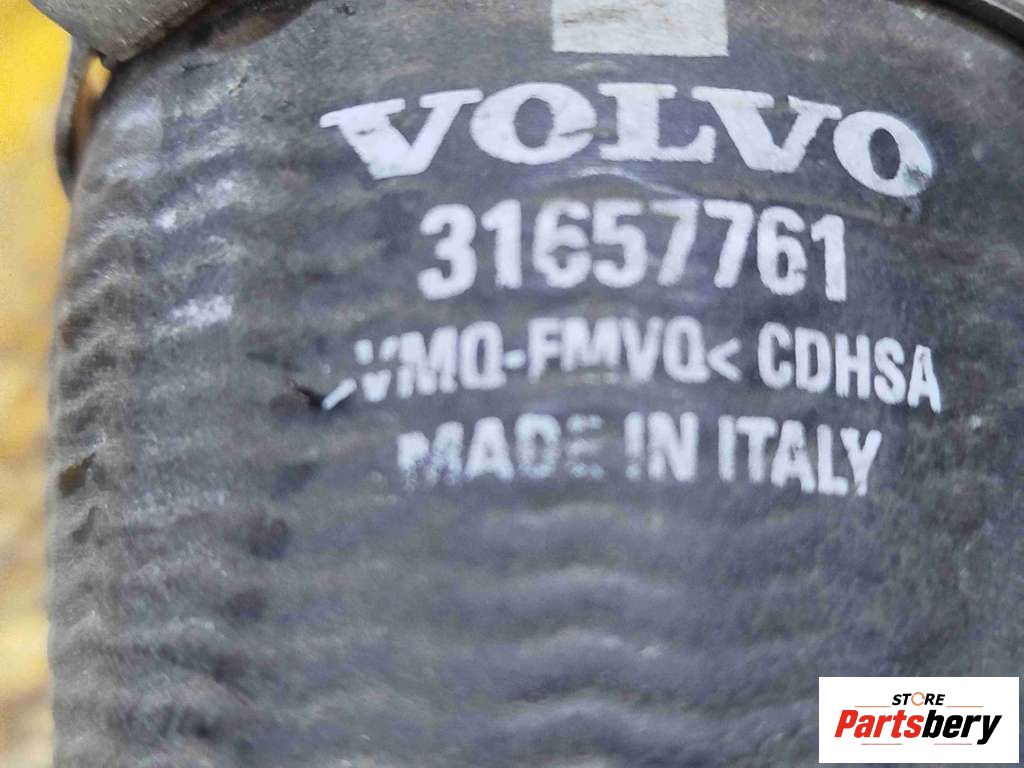 VOLVO
31657761
>VMQ-FMVQ< CDHSA
MADE IN ITALY
STORE
Partsbery